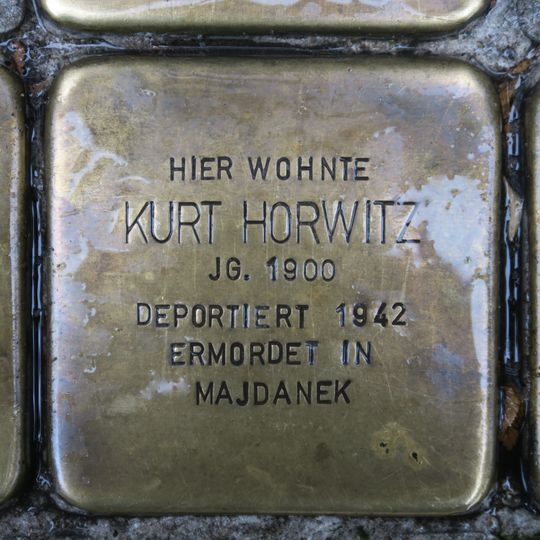 HIER WOHNTE
KURT HORWITZ
JG. 1900
DEPORTIERT 1942
ERMORDET IN
MAJDANEK